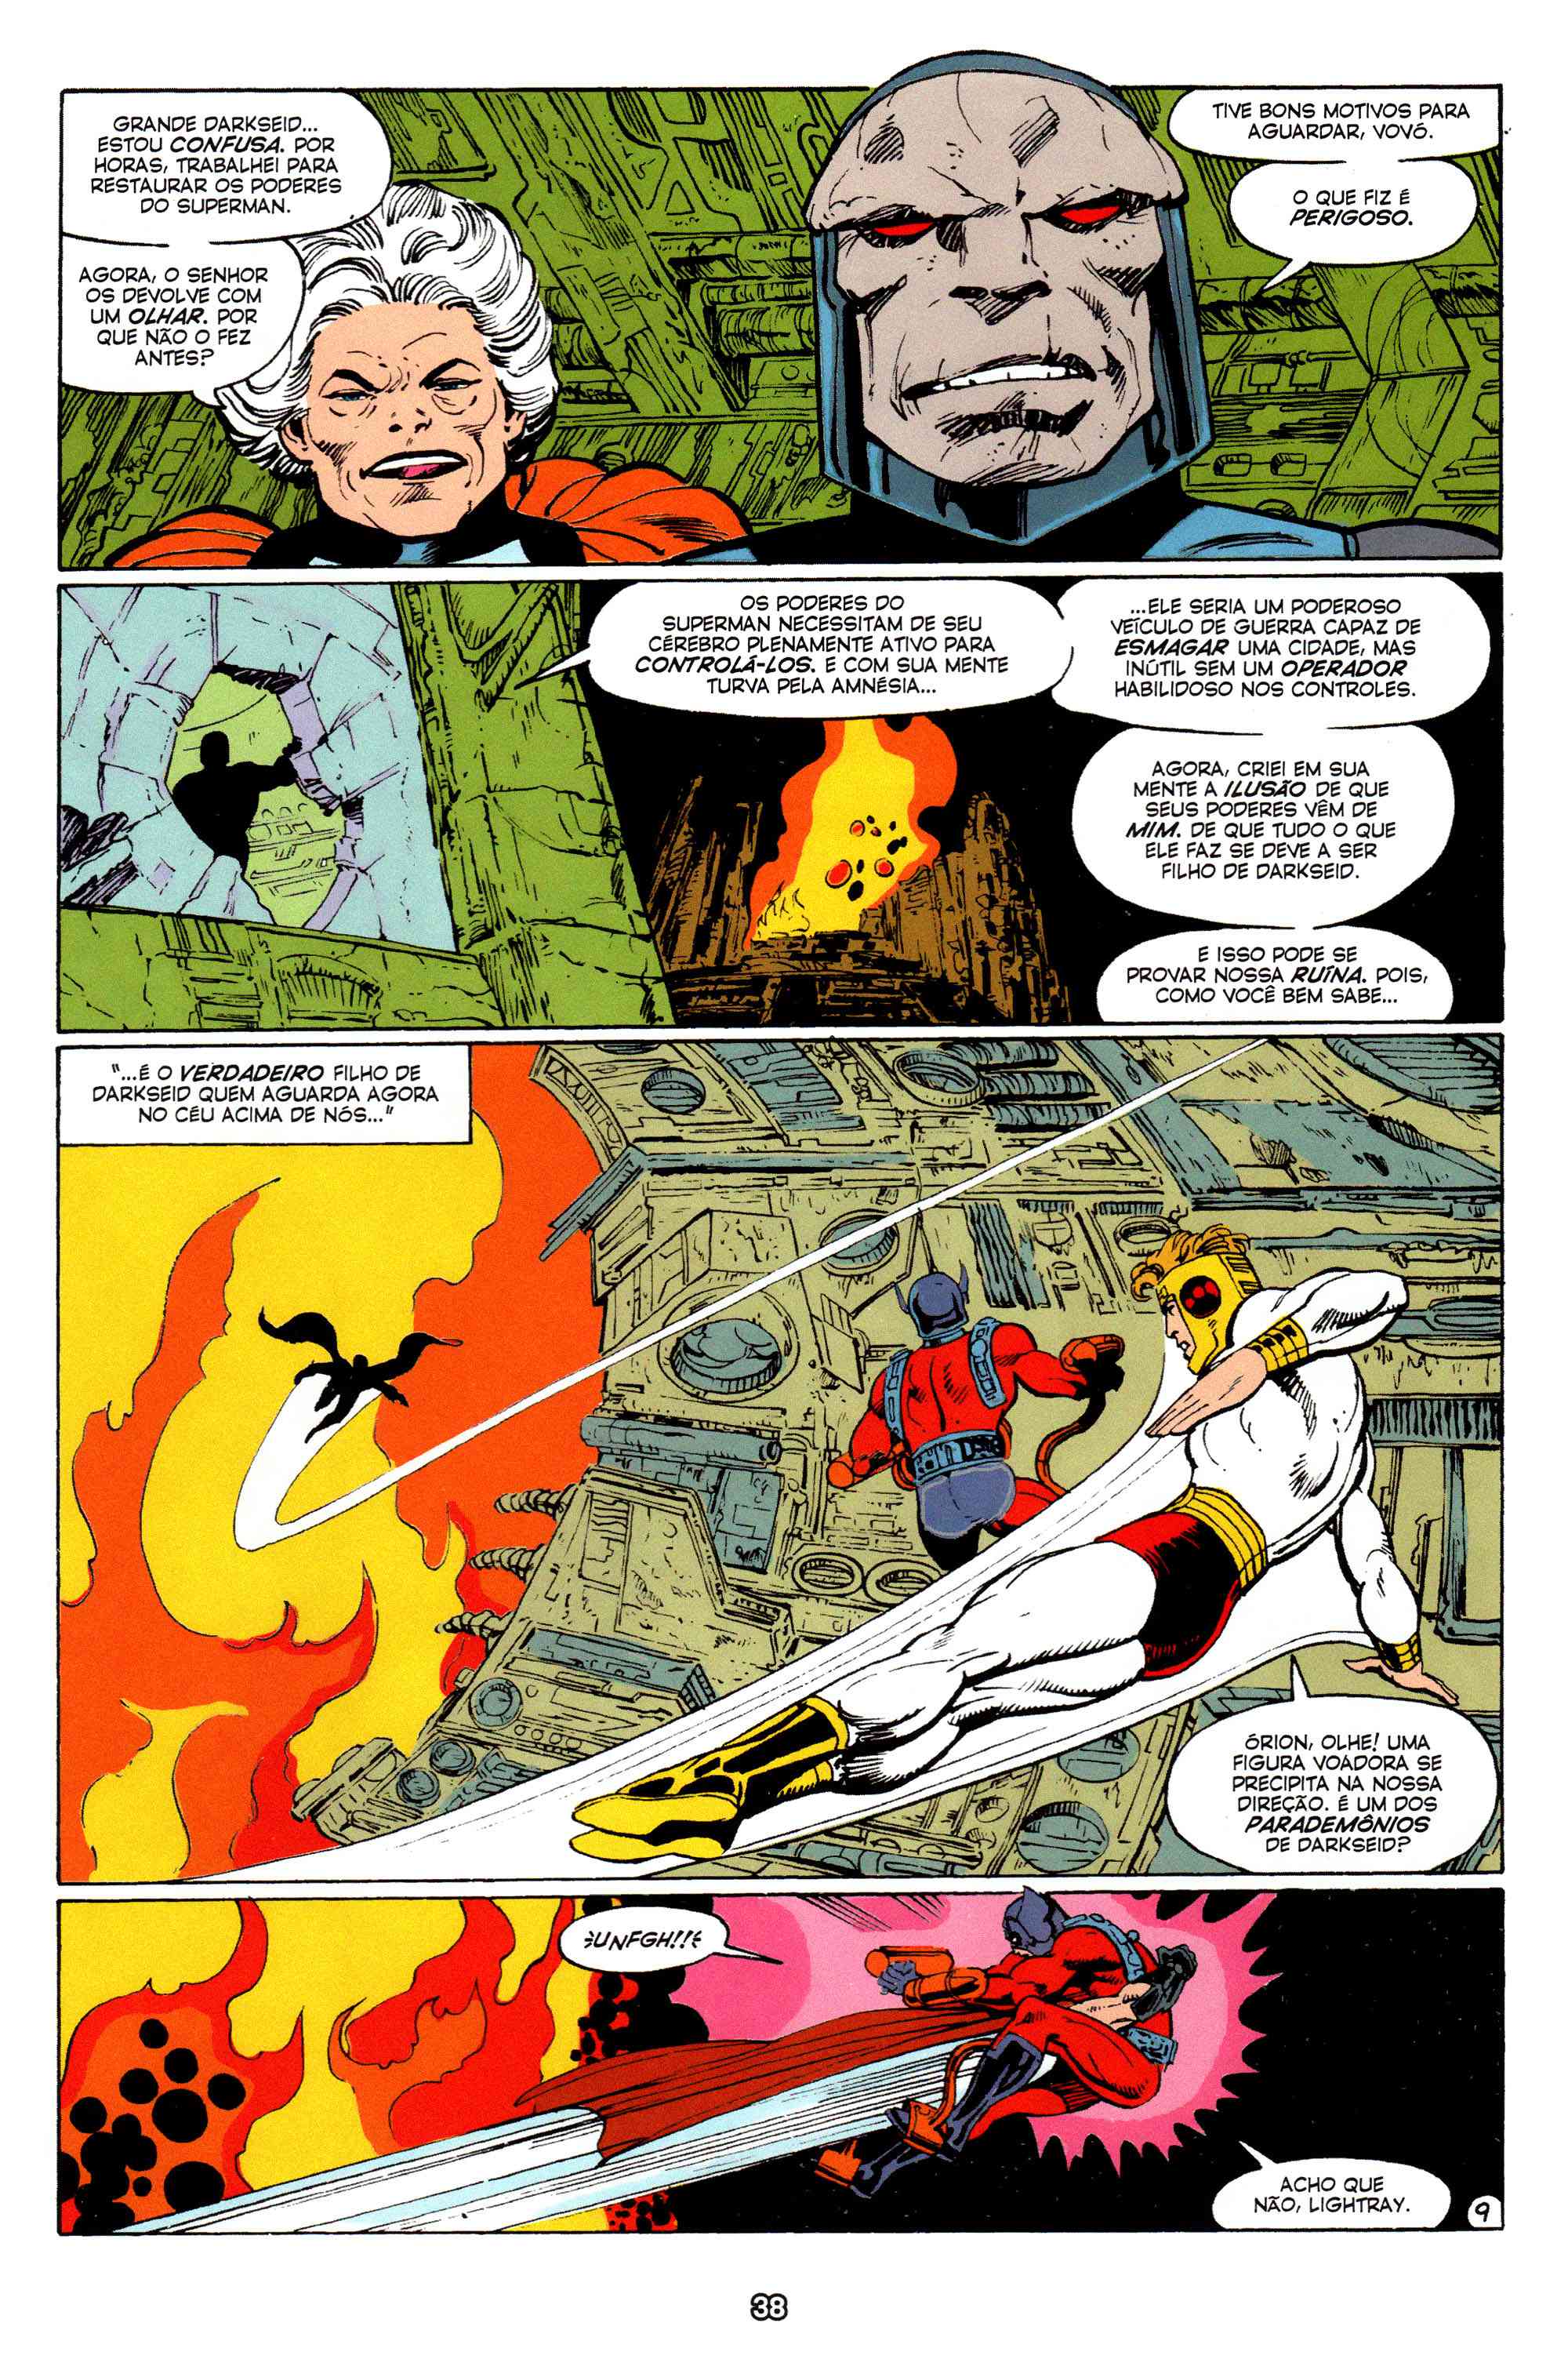 GRANDE DARKSEID...
ESTOU CONFUSA. POR
HORAS, TRABALHEI PARA
RESTAURAR OS PODERES
DO SUPERMAN.
AGORA, O SENHOR
OS DEVOLVE COM
UM OLHAR. POR
QUE NÃO O FEZ
ANTES?
TIVE BONS MOTIVOS PARA
AGUARDAR, VOVÓ.
O QUE FIZ É
PERIGOSO.
OS PODERES DO
SUPERMAN NECESSITAM DE SEU
CÉREBRO PLENAMENTE ATIVO PARA
CONTROLÁ-LOS. E COM SUA MENTE
TURVA PELA AMNÉSIA...
...ELE SERIA UM PODEROSO
VEÍCULO DE GUERRA CAPAZ DE
ESMAGAR UMA CIDADE, MAS
INÚTIL SEM UM OPERADOR
HABILIDOSO NOS CONTROLES.
AGORA, CRIEI EM SUA
MENTE A ILUSÃO DE QUE
SEUS PODERES VÊM DE
MIM. DE QUE TUDO O QUE
ELE FAZ SE DEVE A SER
FILHO DE DARKSEID.
E ISSO PODE SE
PROVAR NOSSA RUÍNA. POIS,
COMO VOCÊ BEM SABE...
"...É O VERDADEIRO FILHO DE
DARKSEID QUEM AGUARDA AGORA
NO CÉU ACIMA DE NÓS..."
ÓRION, OLHE! UMA
FIGURA VOADORA SE
PRECIPITA NA NOSSA
DIREÇÃO. É UM DOS
PARADEMÔNIOS
DE DARKSEID?
UNFGH!!
ACHO QUE
NÃO, LIGHTRAY.
9
38